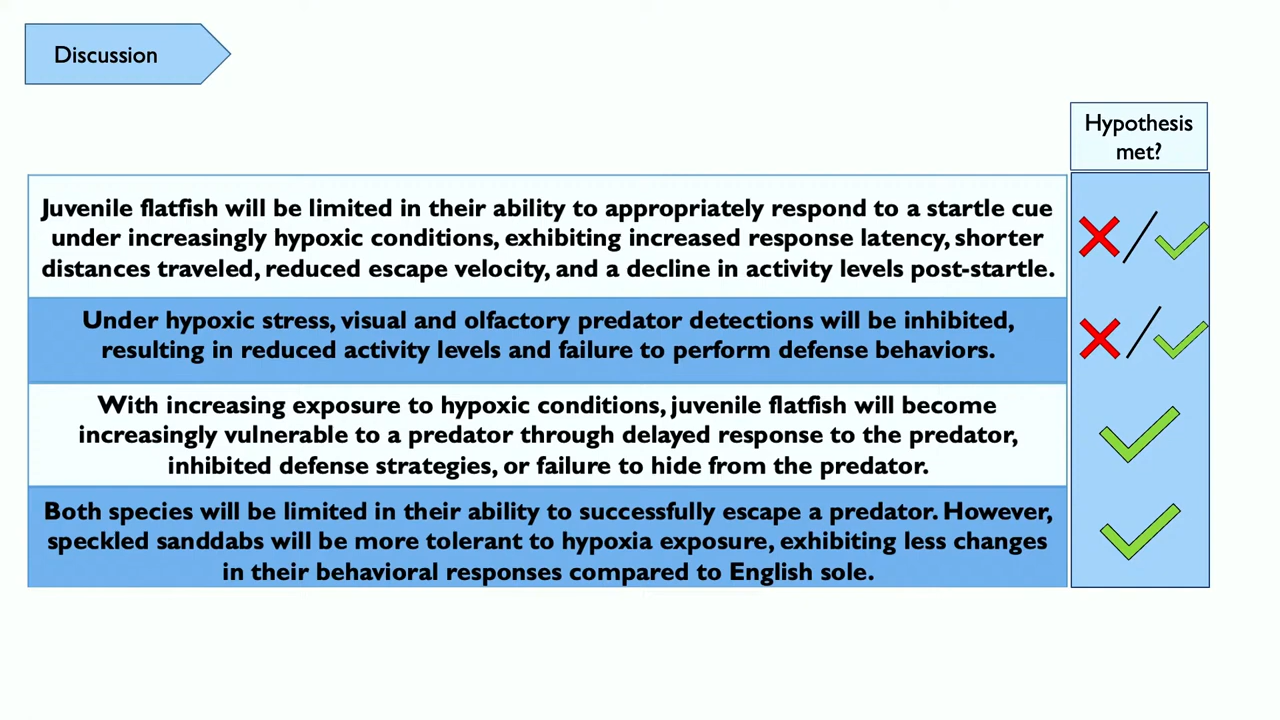 Discussion
Hypothesis
met?
Juvenile flatfish will be limited in their ability to appropriately respond to a startle cue
under increasingly hypoxic conditions, exhibiting increased response latency, shorter
distances traveled, reduced escape velocity, and a decline in activity levels post-startle.
Under hypoxic stress, visual and olfactory predator detections will be inhibited,
resulting in reduced activity levels and failure to perform defense behaviors.
With increasing exposure to hypoxic conditions, juvenile flatfish will become
increasingly vulnerable to a predator through delayed response to the predator,
inhibited defense strategies, or failure to hide from the predator.
Both species will be limited in their ability to successfully escape a predator. However,
speckled sanddabs will be more tolerant to hypoxia exposure, exhibiting less changes
in their behavioral responses compared to English sole.